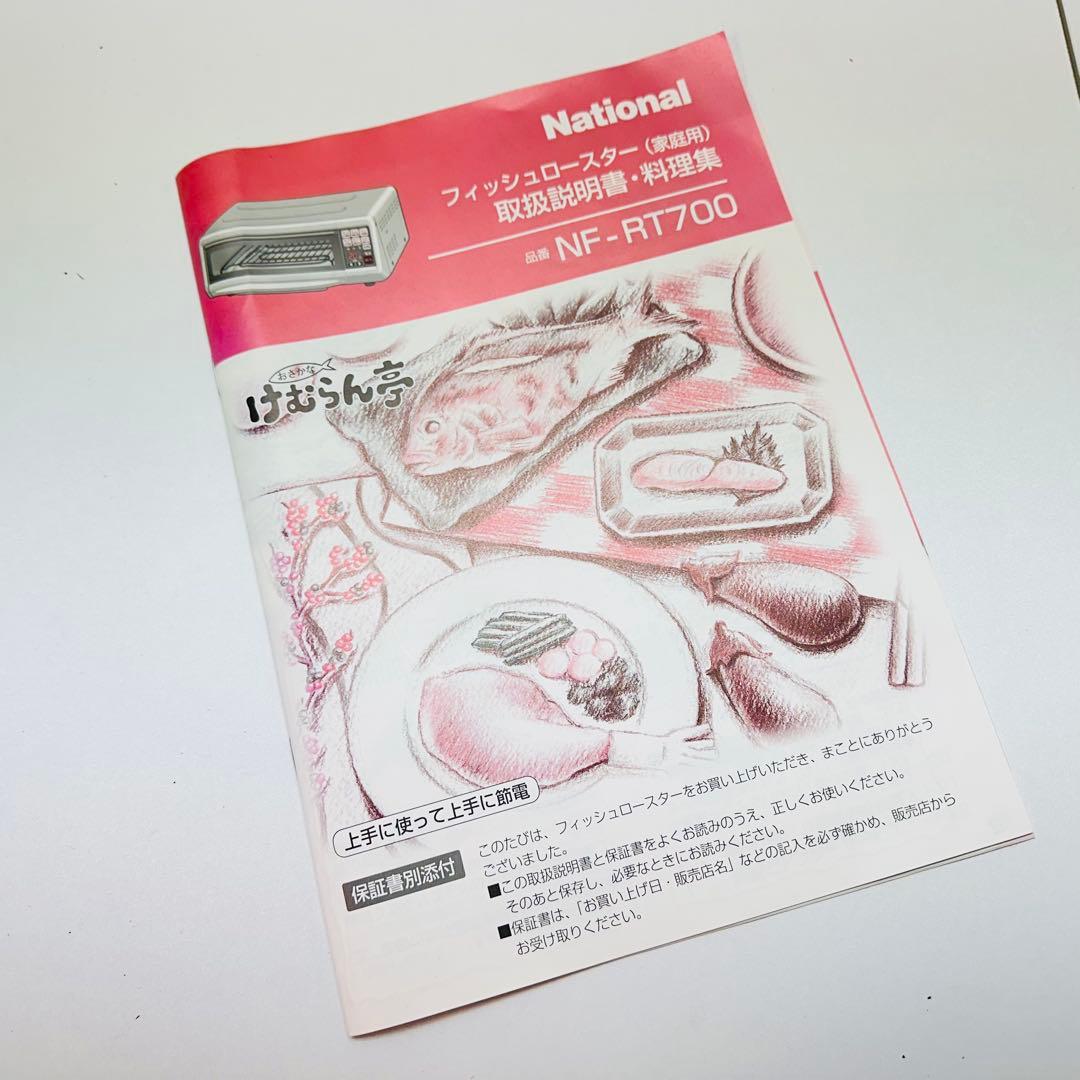 National
フィッシュロースター(家庭用)
取扱説明書・料理集
品番 NF-RT700
おさかな
けむらん亭
上手に使って上手に節電
保証書別添付
このたびは、フィッシュロースターをお買い上げいただき、まことにありがとう
ございました。
■この取扱説明書と保証書をよくお読みのうえ、正しくお使いください。
そのあと保存し、必要なときにお読みください。
■保証書は、「お買い上げ日・販売店名」などの記入を必ず確かめ、販売店から
お受け取りください。